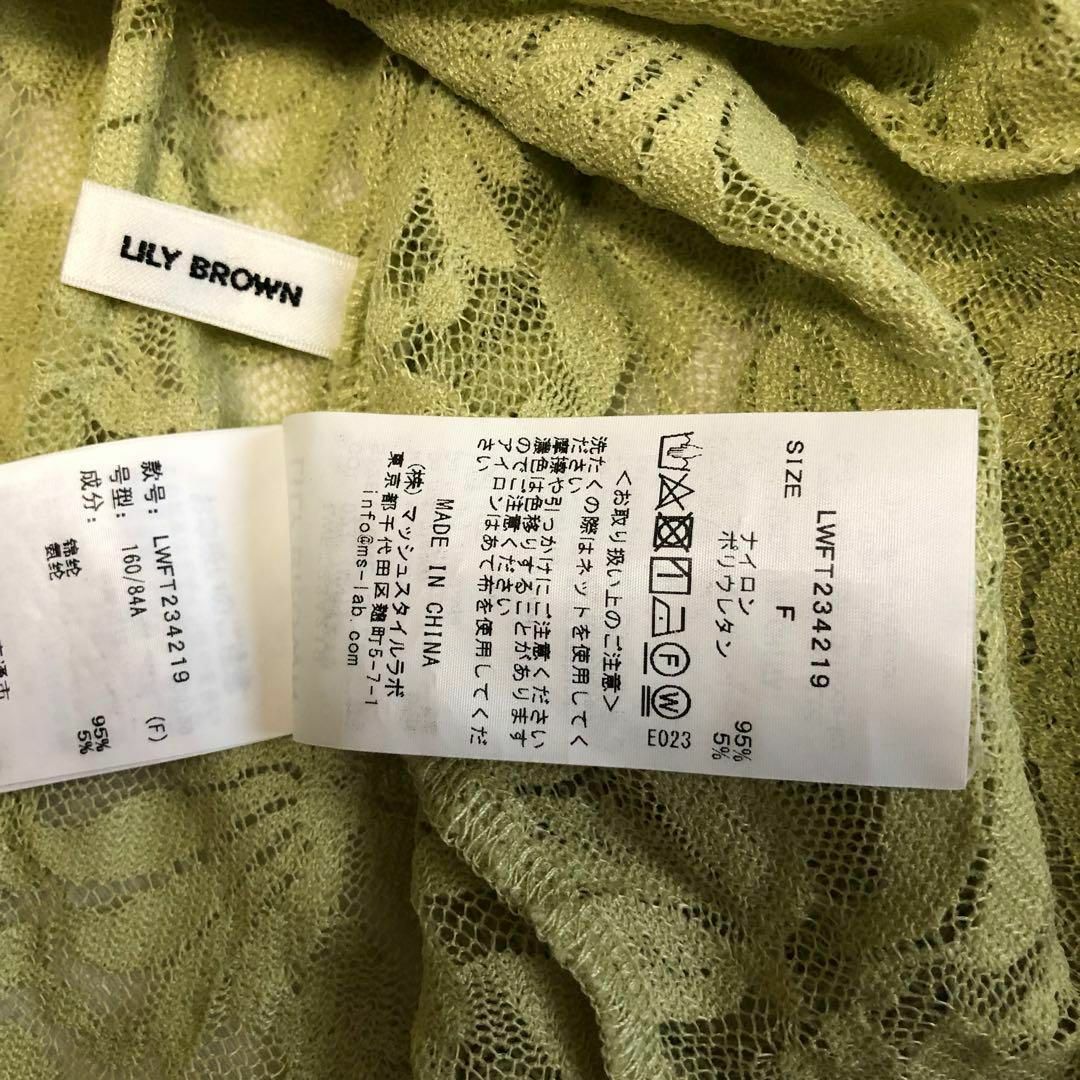 LILY BROWN
LWFT234219
SIZE F
ナイロン 95%
ポリウレタン 5%
E023
<お取り扱い上のご注意>
洗たくの際はネットを使用してく
ださい
摩擦や引っかけにご注意ください
濃色は色移りすることがあります
のでご注意ください
アイロンはあて布を使用してくだ
さい
MADE IN CHINA
(株)マッシュスタイルラボ
東京都千代田区麹町5-7-1
info@ms-lab.com
款号: LWFT234219
号型: 160/84A (F)
成分: 锦纶 95%
氨纶 5%